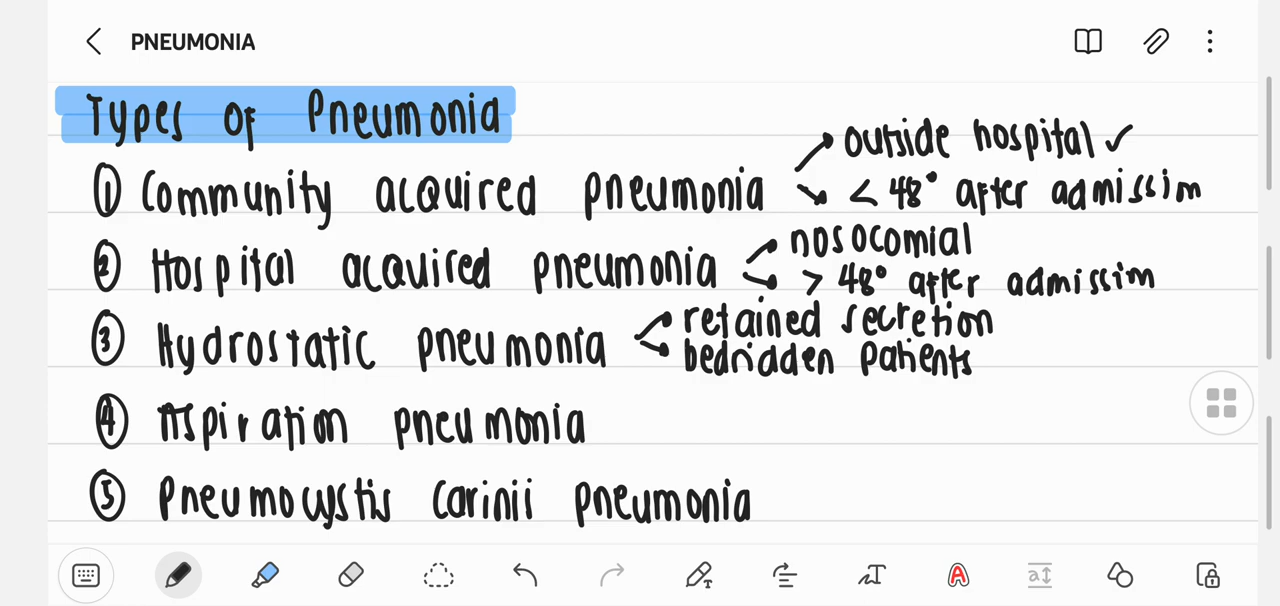 PNEUMONIA
Types of Pneumonia
① Community acquired pneumonia
outside hospital ✓
< 48° after admission
② Hospital acquired pneumonia
nosocomial
> 48° after admission
③ Hydrostatic pneumonia
retained secretion
bedridden patients
④ Aspiration pneumonia
⑤ Pneumocystis carinii pneumonia